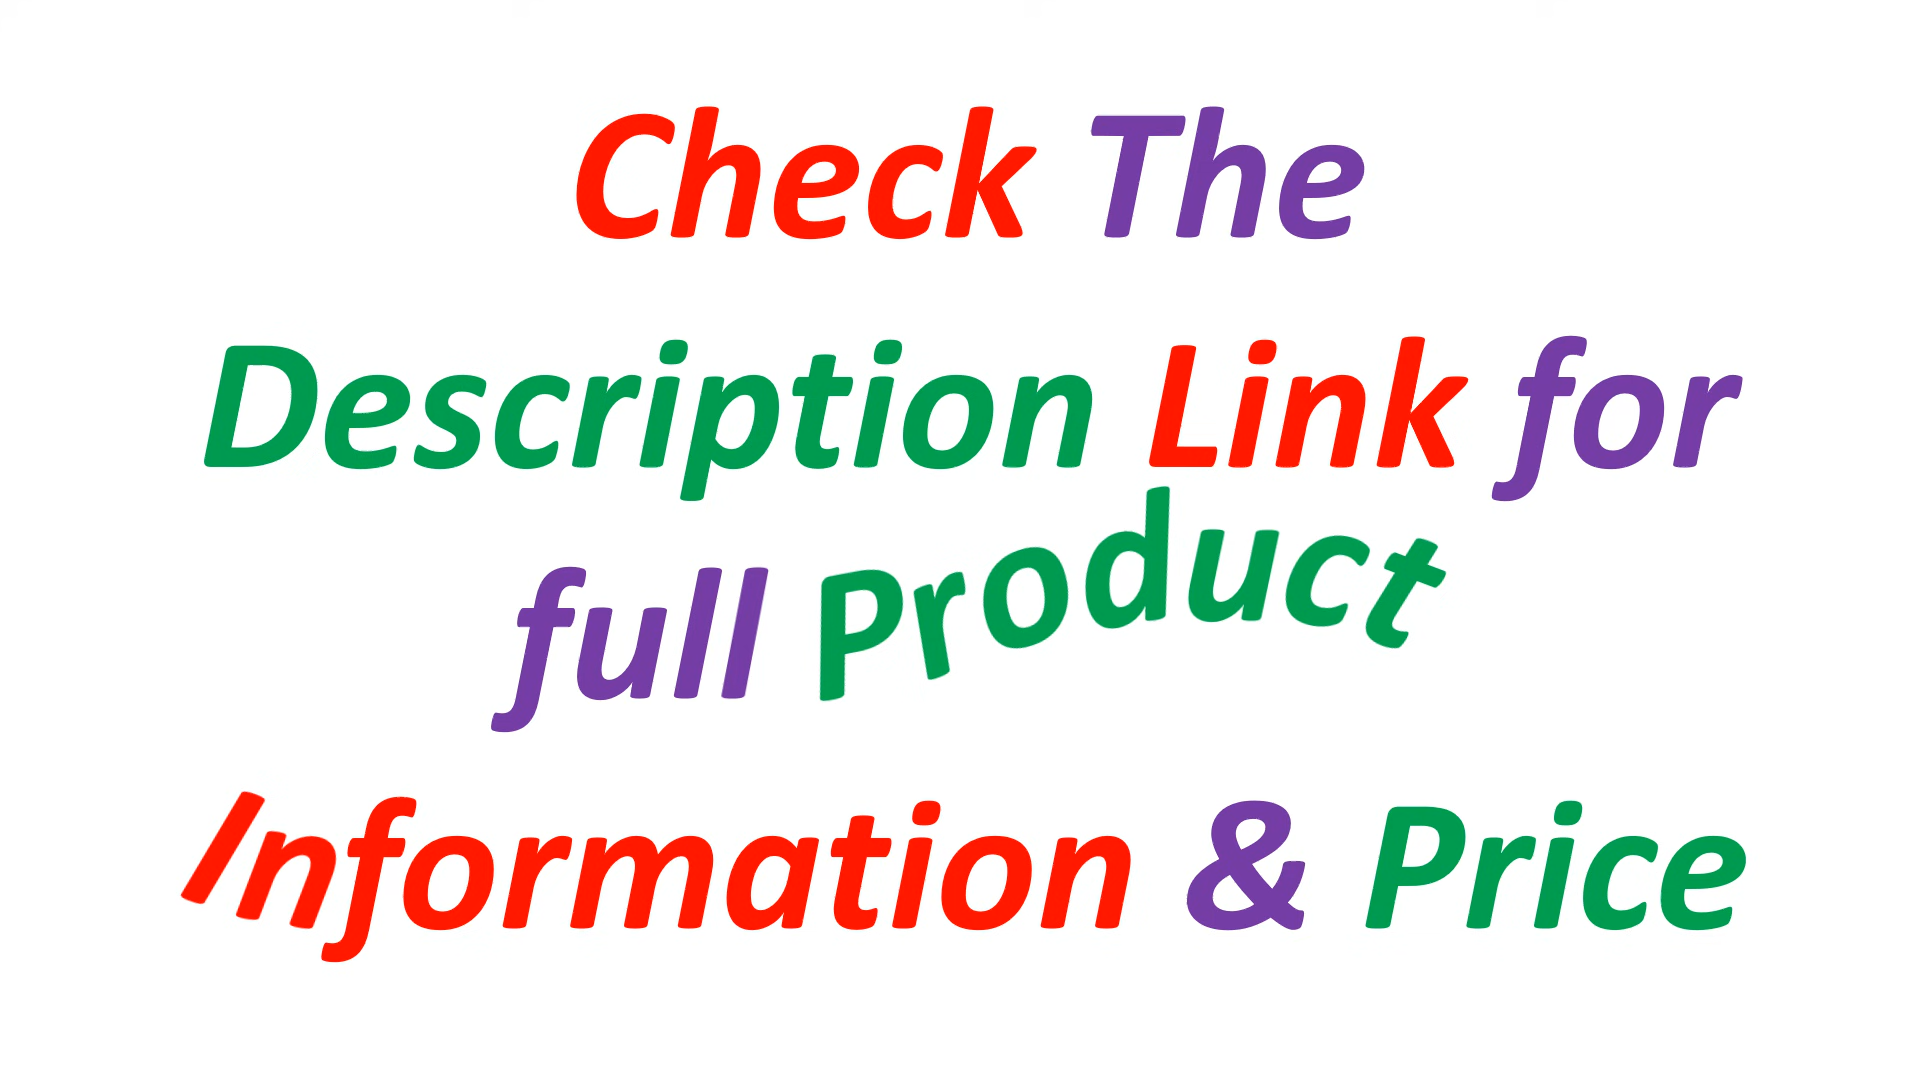 Check The
Description Link for
full Product
Information & Price